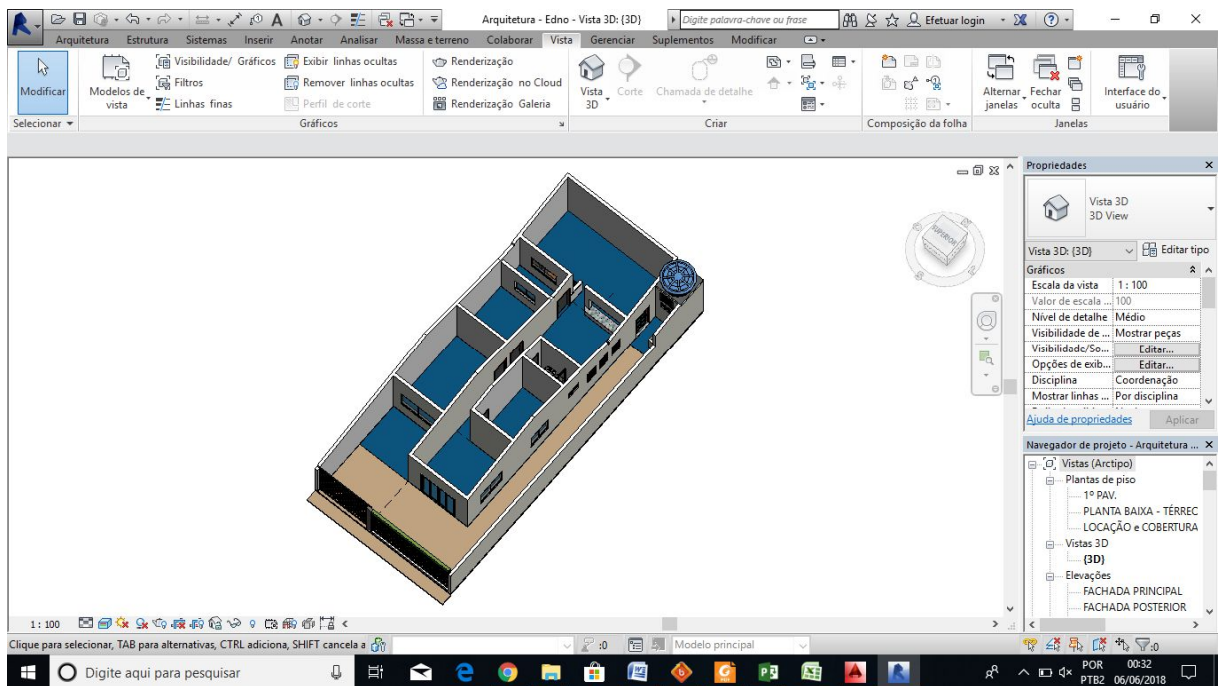 Arquitetura - Edno - Vista 3D: {3D}
Digite palavra-chave ou frase
Efetuar login
Arquitetura Estrutura Sistemas Inserir Anotar Analisar Massa e terreno Colaborar Vista Gerenciar Suplementos Modificar
Modificar
Modelos de vista
Visibilidade/ Gráficos
Filtros
Linhas finas
Exibir linhas ocultas
Remover linhas ocultas
Perfil de corte
Renderização
Renderização no Cloud
Renderização Galeria
Vista 3D
Corte
Chamada de detalhe
Alternar janelas
Fechar oculta
Interface do usuário
Selecionar Gráficos Criar Composição da folha Janelas
SUPERIOR
Propriedades
Vista 3D
3D View
Vista 3D: {3D} Editar tipo
Gráficos
Escala da vista 1 : 100
Valor de escala ... 100
Nível de detalhe Médio
Visibilidade de ... Mostrar peças
Visibilidade/So... Editar...
Opções de exib... Editar...
Disciplina Coordenação
Mostrar linhas ... Por disciplina
Ajuda de propriedades Aplicar
Navegador de projeto - Arquitetura ...
Vistas (Arctipo)
Plantas de piso
1º PAV.
PLANTA BAIXA - TÉRREC
LOCAÇÃO e COBERTURA
Vistas 3D
{3D}
Elevações
FACHADA PRINCIPAL
FACHADA POSTERIOR
1 : 100
Clique para selecionar, TAB para alternativas, CTRL adiciona, SHIFT cancela a
:0
Modelo principal
:0
Digite aqui para pesquisar
POR 00:32
PTB2 06/06/2018